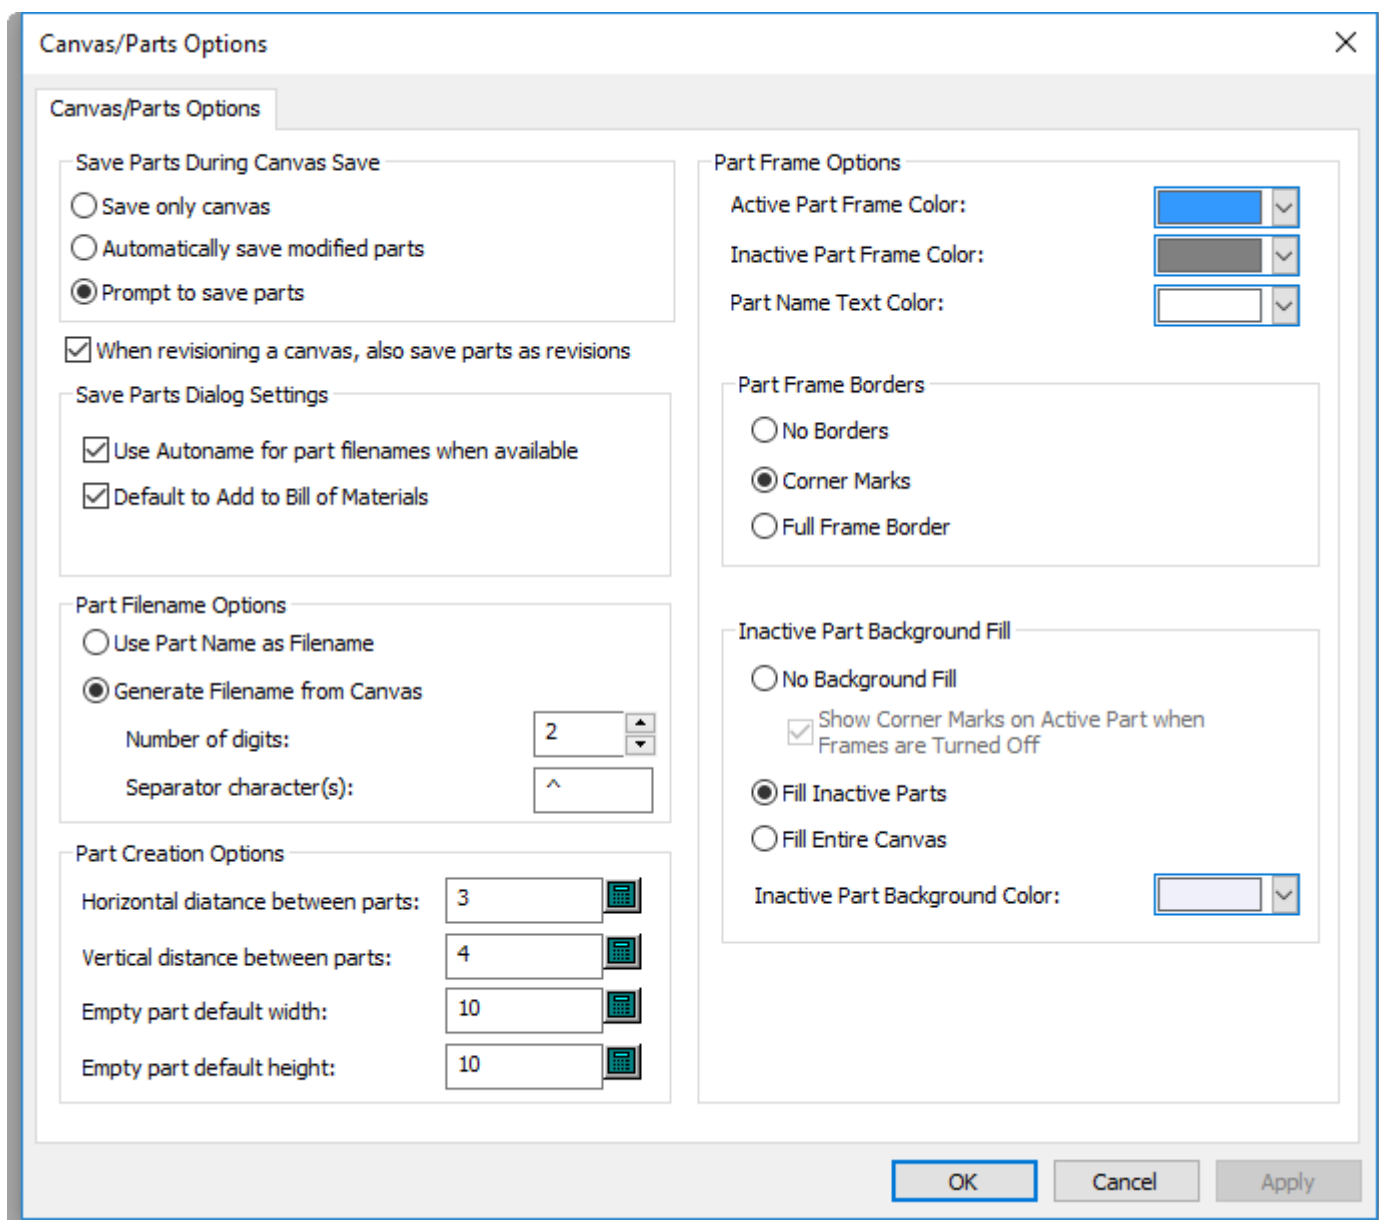 Canvas/Parts Options
Canvas/Parts Options
Save Parts During Canvas Save
Save only canvas
Automatically save modified parts
Prompt to save parts
When revisioning a canvas, also save parts as revisions
Save Parts Dialog Settings
Use Autoname for part filenames when available
Default to Add to Bill of Materials
Part Filename Options
Use Part Name as Filename
Generate Filename from Canvas
Number of digits: 2
Separator character(s): ^
Part Creation Options
Horizontal diatance between parts: 3
Vertical distance between parts: 4
Empty part default width: 10
Empty part default height: 10
Part Frame Options
Active Part Frame Color:
Inactive Part Frame Color:
Part Name Text Color:
Part Frame Borders
No Borders
Corner Marks
Full Frame Border
Inactive Part Background Fill
No Background Fill
Show Corner Marks on Active Part when
Frames are Turned Off
Fill Inactive Parts
Fill Entire Canvas
Inactive Part Background Color:
OK Cancel Apply